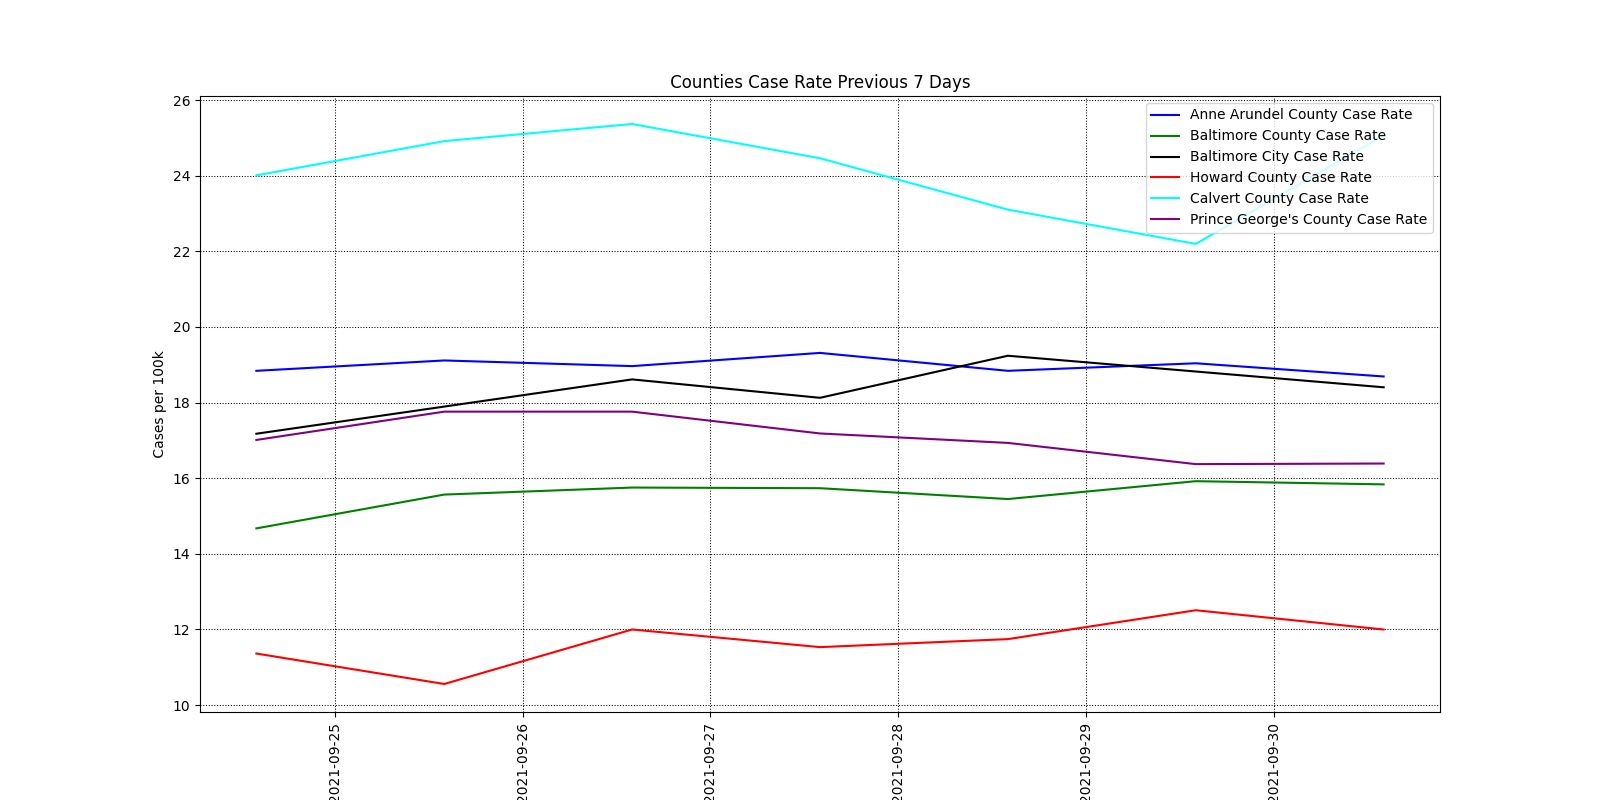 Counties Case Rate Previous 7 Days
26
24
22
20
18
16
14
12
10
Cases per 100k
Anne Arundel County Case Rate
Baltimore County Case Rate
Baltimore City Case Rate
Howard County Case Rate
Calvert County Case Rate
Prince George's County Case Rate
2021-09-25
2021-09-26
2021-09-27
2021-09-28
2021-09-29
2021-09-30